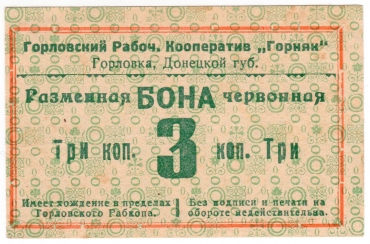 Горловский Рабоч. Кооператив „Горняк"
Горловка, Донецкой губ.
Разменная БОНА червонная
Три коп. 3 коп. Три
Имеет хождение в пределах
Горловского Рабкопа.
Без подписи и печати на
обороте недействительна.